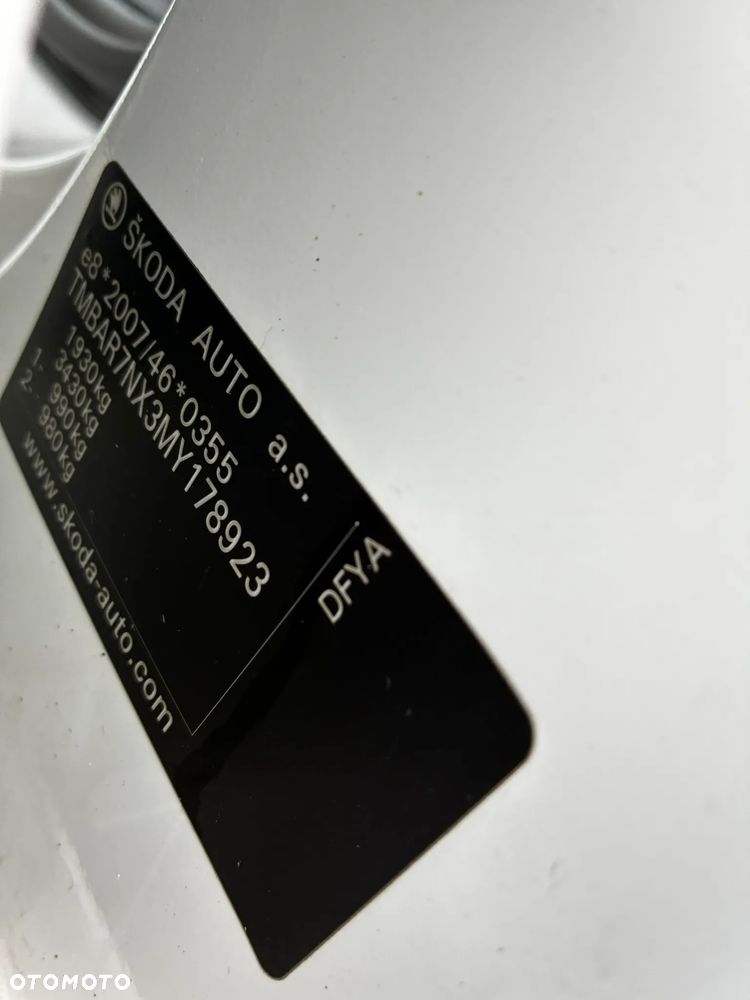 ŠKODA AUTO a.s.
e8*2007/46*0355
TMBAR7NX3MY178923
1930kg
3430kg
1- 990kg
2- 980kg
www.skoda-auto.com
DFYA
OTOMOTO